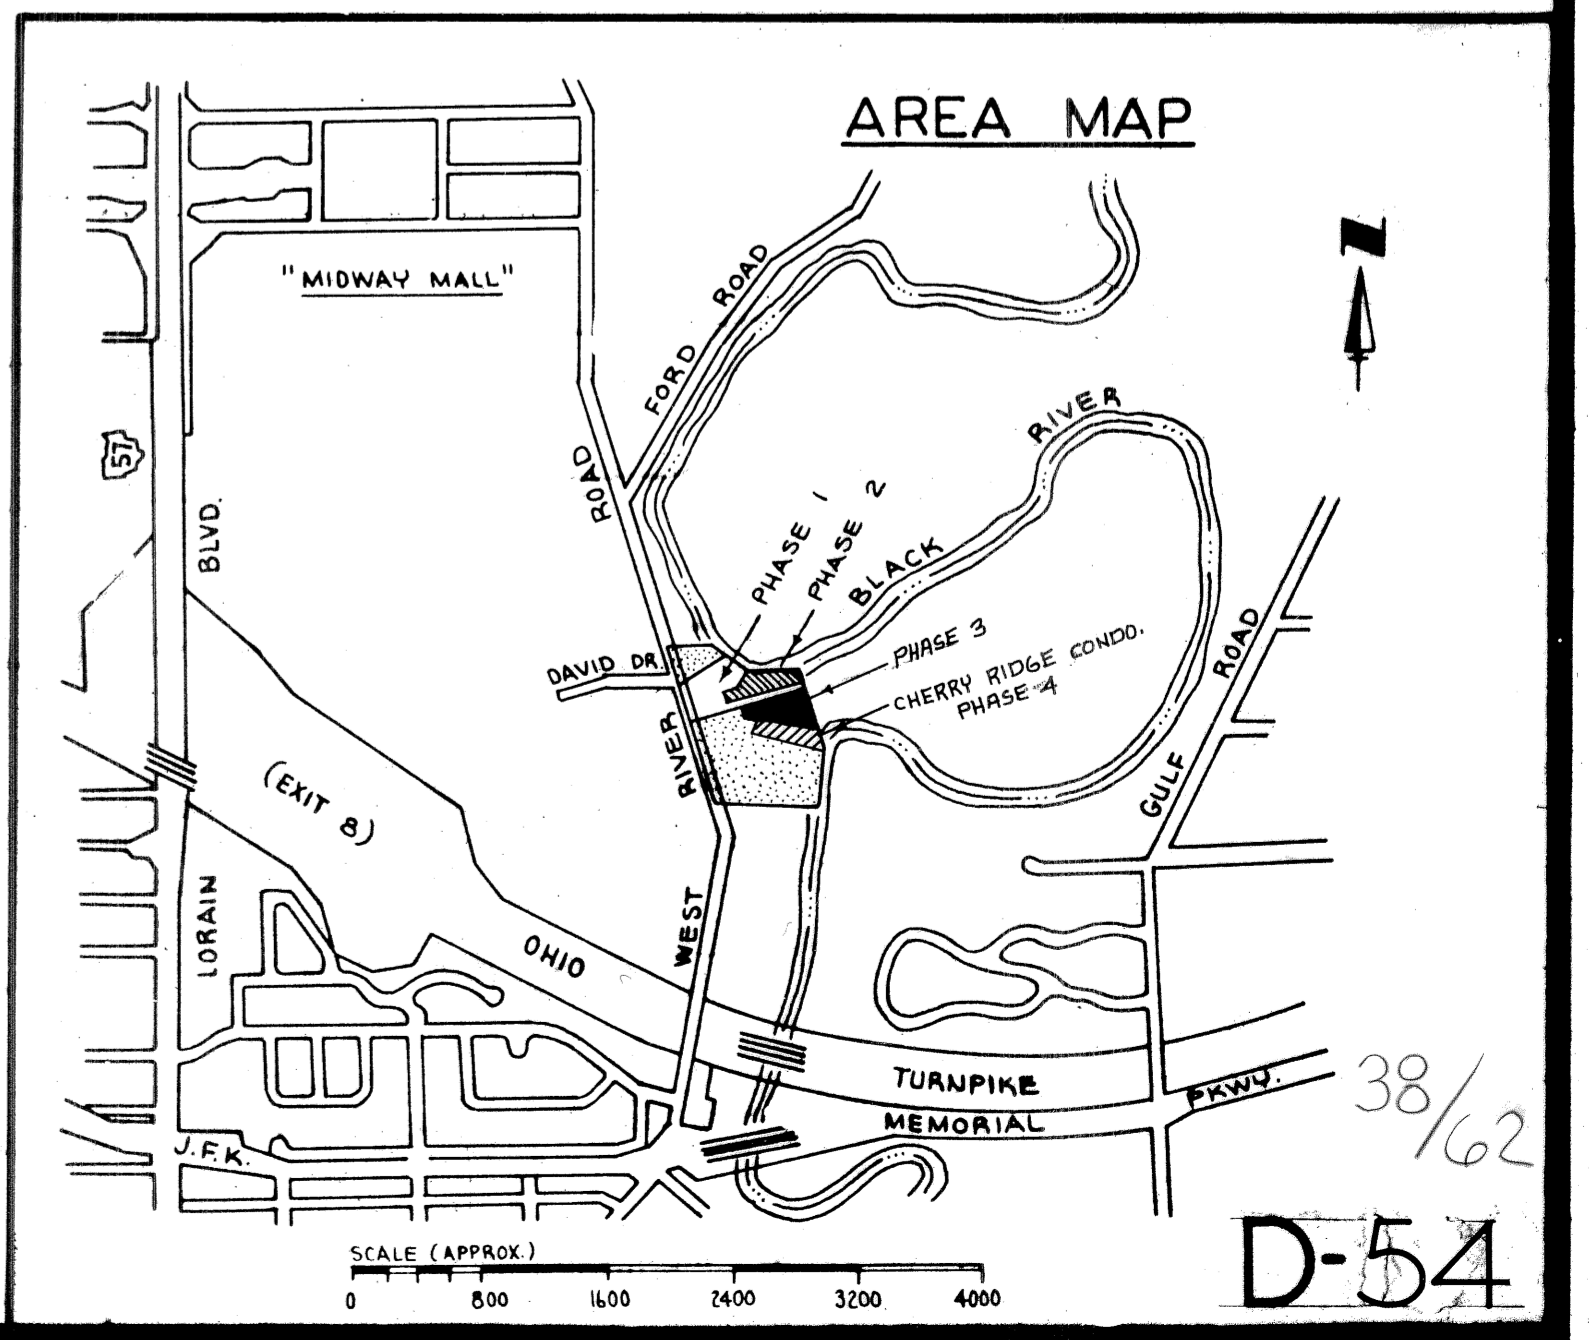 AREA MAP
N
"MIDWAY MALL"
FORD ROAD
57
BLVD.
ROAD
RIVER
BLACK
PHASE 1
PHASE 2
PHASE 3
CHERRY RIDGE CONDO.
PHASE 4
DAVID DR.
RIVER
GULF ROAD
(EXIT 8)
LORAIN
WEST
OHIO
TURNPIKE
MEMORIAL
PKWY.
J.F.K.
38/62
SCALE (APPROX.)
0 800 1600 2400 3200 4000
D-54